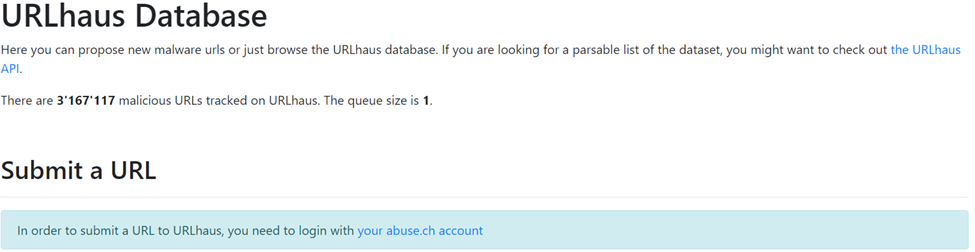 URLhaus Database
Here you can propose new malware urls or just browse the URLhaus database. If you are looking for a parsable list of the dataset, you might want to check out the URLhaus
API.
There are 3'167'117 malicious URLs tracked on URLhaus. The queue size is 1.
Submit a URL
In order to submit a URL to URLhaus, you need to login with your abuse.ch account